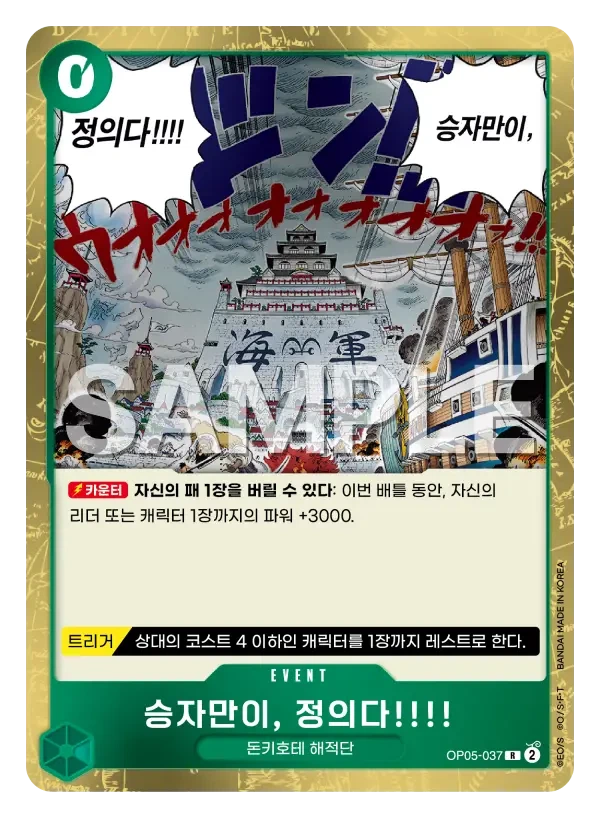 0
정의다!!!!
승자만이,
ドンッ!
ウオオオオオオオオオ!!
海軍
SAMPLE
카운터 자신의 패 1장을 버릴 수 있다: 이번 배틀 동안, 자신의
리더 또는 캐릭터 1장까지의 파워 +3000.
트리거 상대의 코스트 4 이하인 캐릭터를 1장까지 레스트로 한다.
EVENT
승자만이, 정의다!!!!
돈키호테 해적단
OP05-037 R 2
©EO/S ©O/S·F·T BANDAI MADE IN KOREA